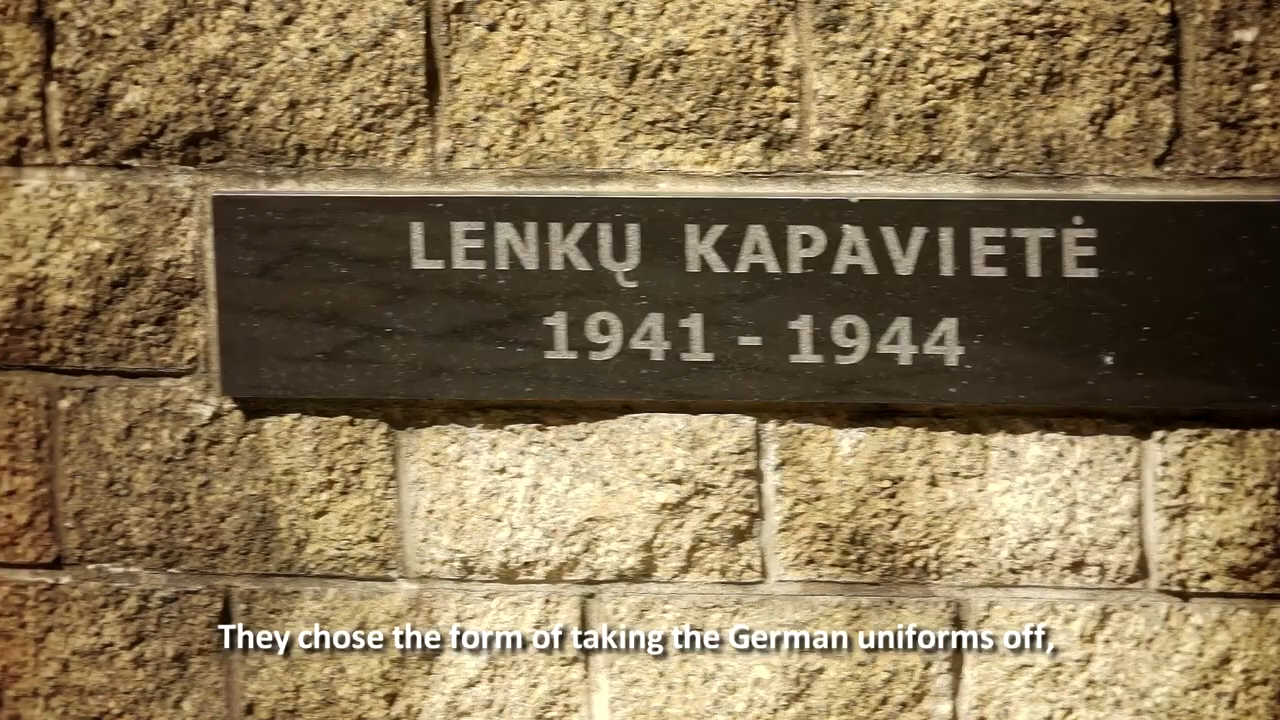 LENKŲ KAPAVIETĖ
1941 - 1944
They chose the form of taking the German uniforms off,